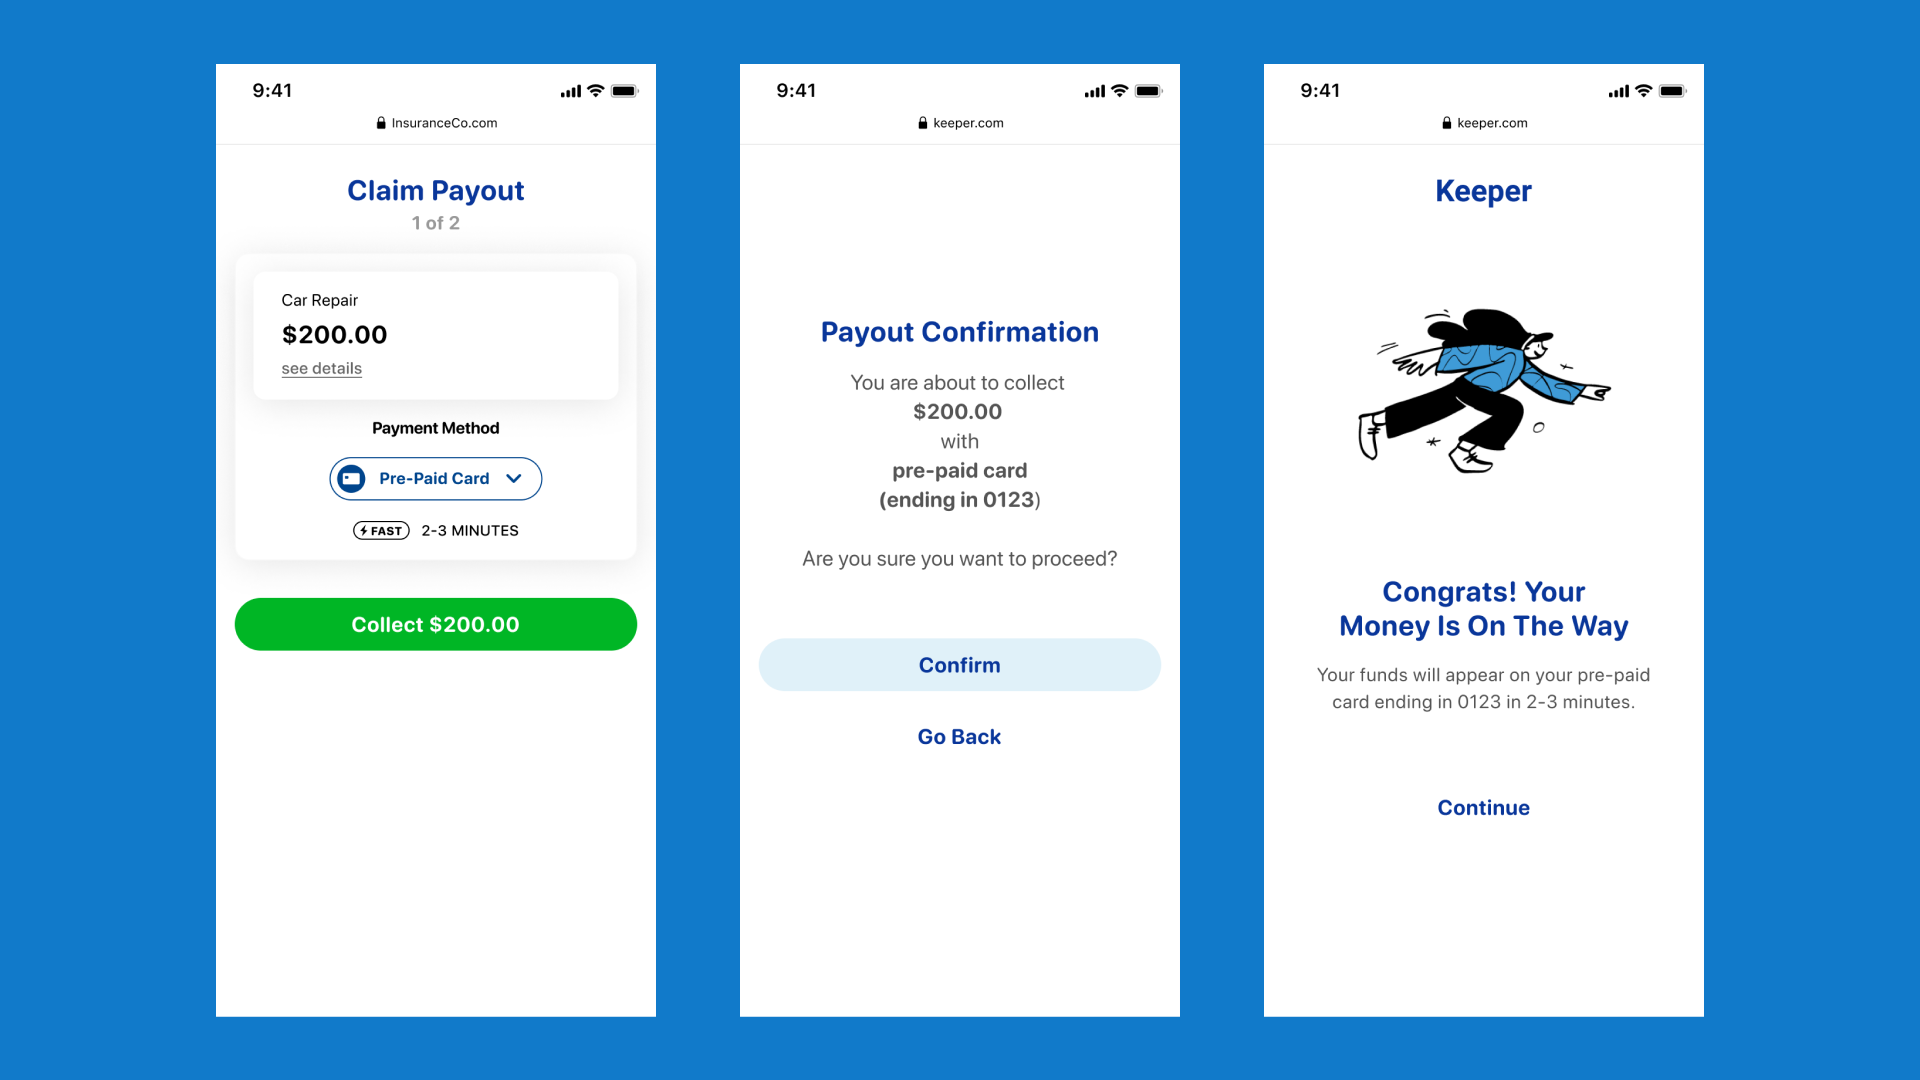 9:41
InsuranceCo.com
Claim Payout
1 of 2
Car Repair
$200.00
see details
Payment Method
Pre-Paid Card
FAST 2-3 MINUTES
Collect $200.00
9:41
keeper.com
Payout Confirmation
You are about to collect
$200.00
with
pre-paid card
(ending in 0123)
Are you sure you want to proceed?
Confirm
Go Back
9:41
keeper.com
Keeper
Congrats! Your
Money Is On The Way
Your funds will appear on your pre-paid
card ending in 0123 in 2-3 minutes.
Continue